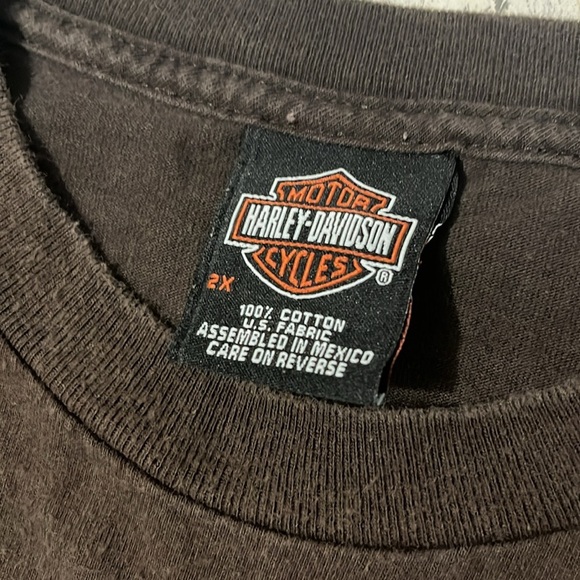 MOTOR
HARLEY-DAVIDSON
CYCLES
®
2X
100% COTTON
U.S. FABRIC
ASSEMBLED IN MEXICO
CARE ON REVERSE